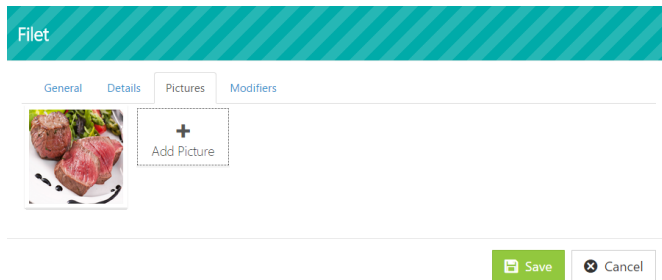 Filet
General Details Pictures Modifiers
Add Picture
Save Cancel